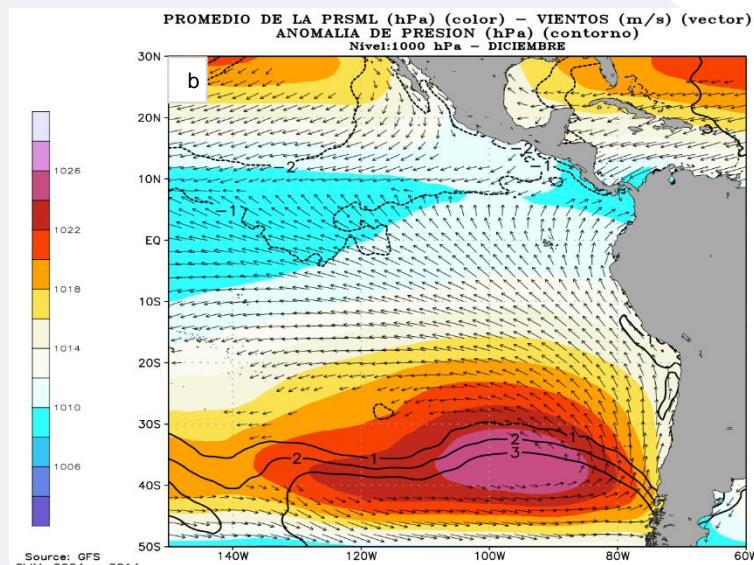 PROMEDIO DE LA PRSML (hPa) (color) – VIENTOS (m/s) (vector)
ANOMALIA DE PRESION (hPa) (contorno)
Nivel:1000 hPa – DICIEMBRE
b
30N
20N
10N
EQ
10S
20S
30S
40S
50S
140W 120W 100W 80W 60W
1026
1022
1018
1014
1010
1006
2
2
-1
-1
1
2
1
2
3
1
Source: GFS